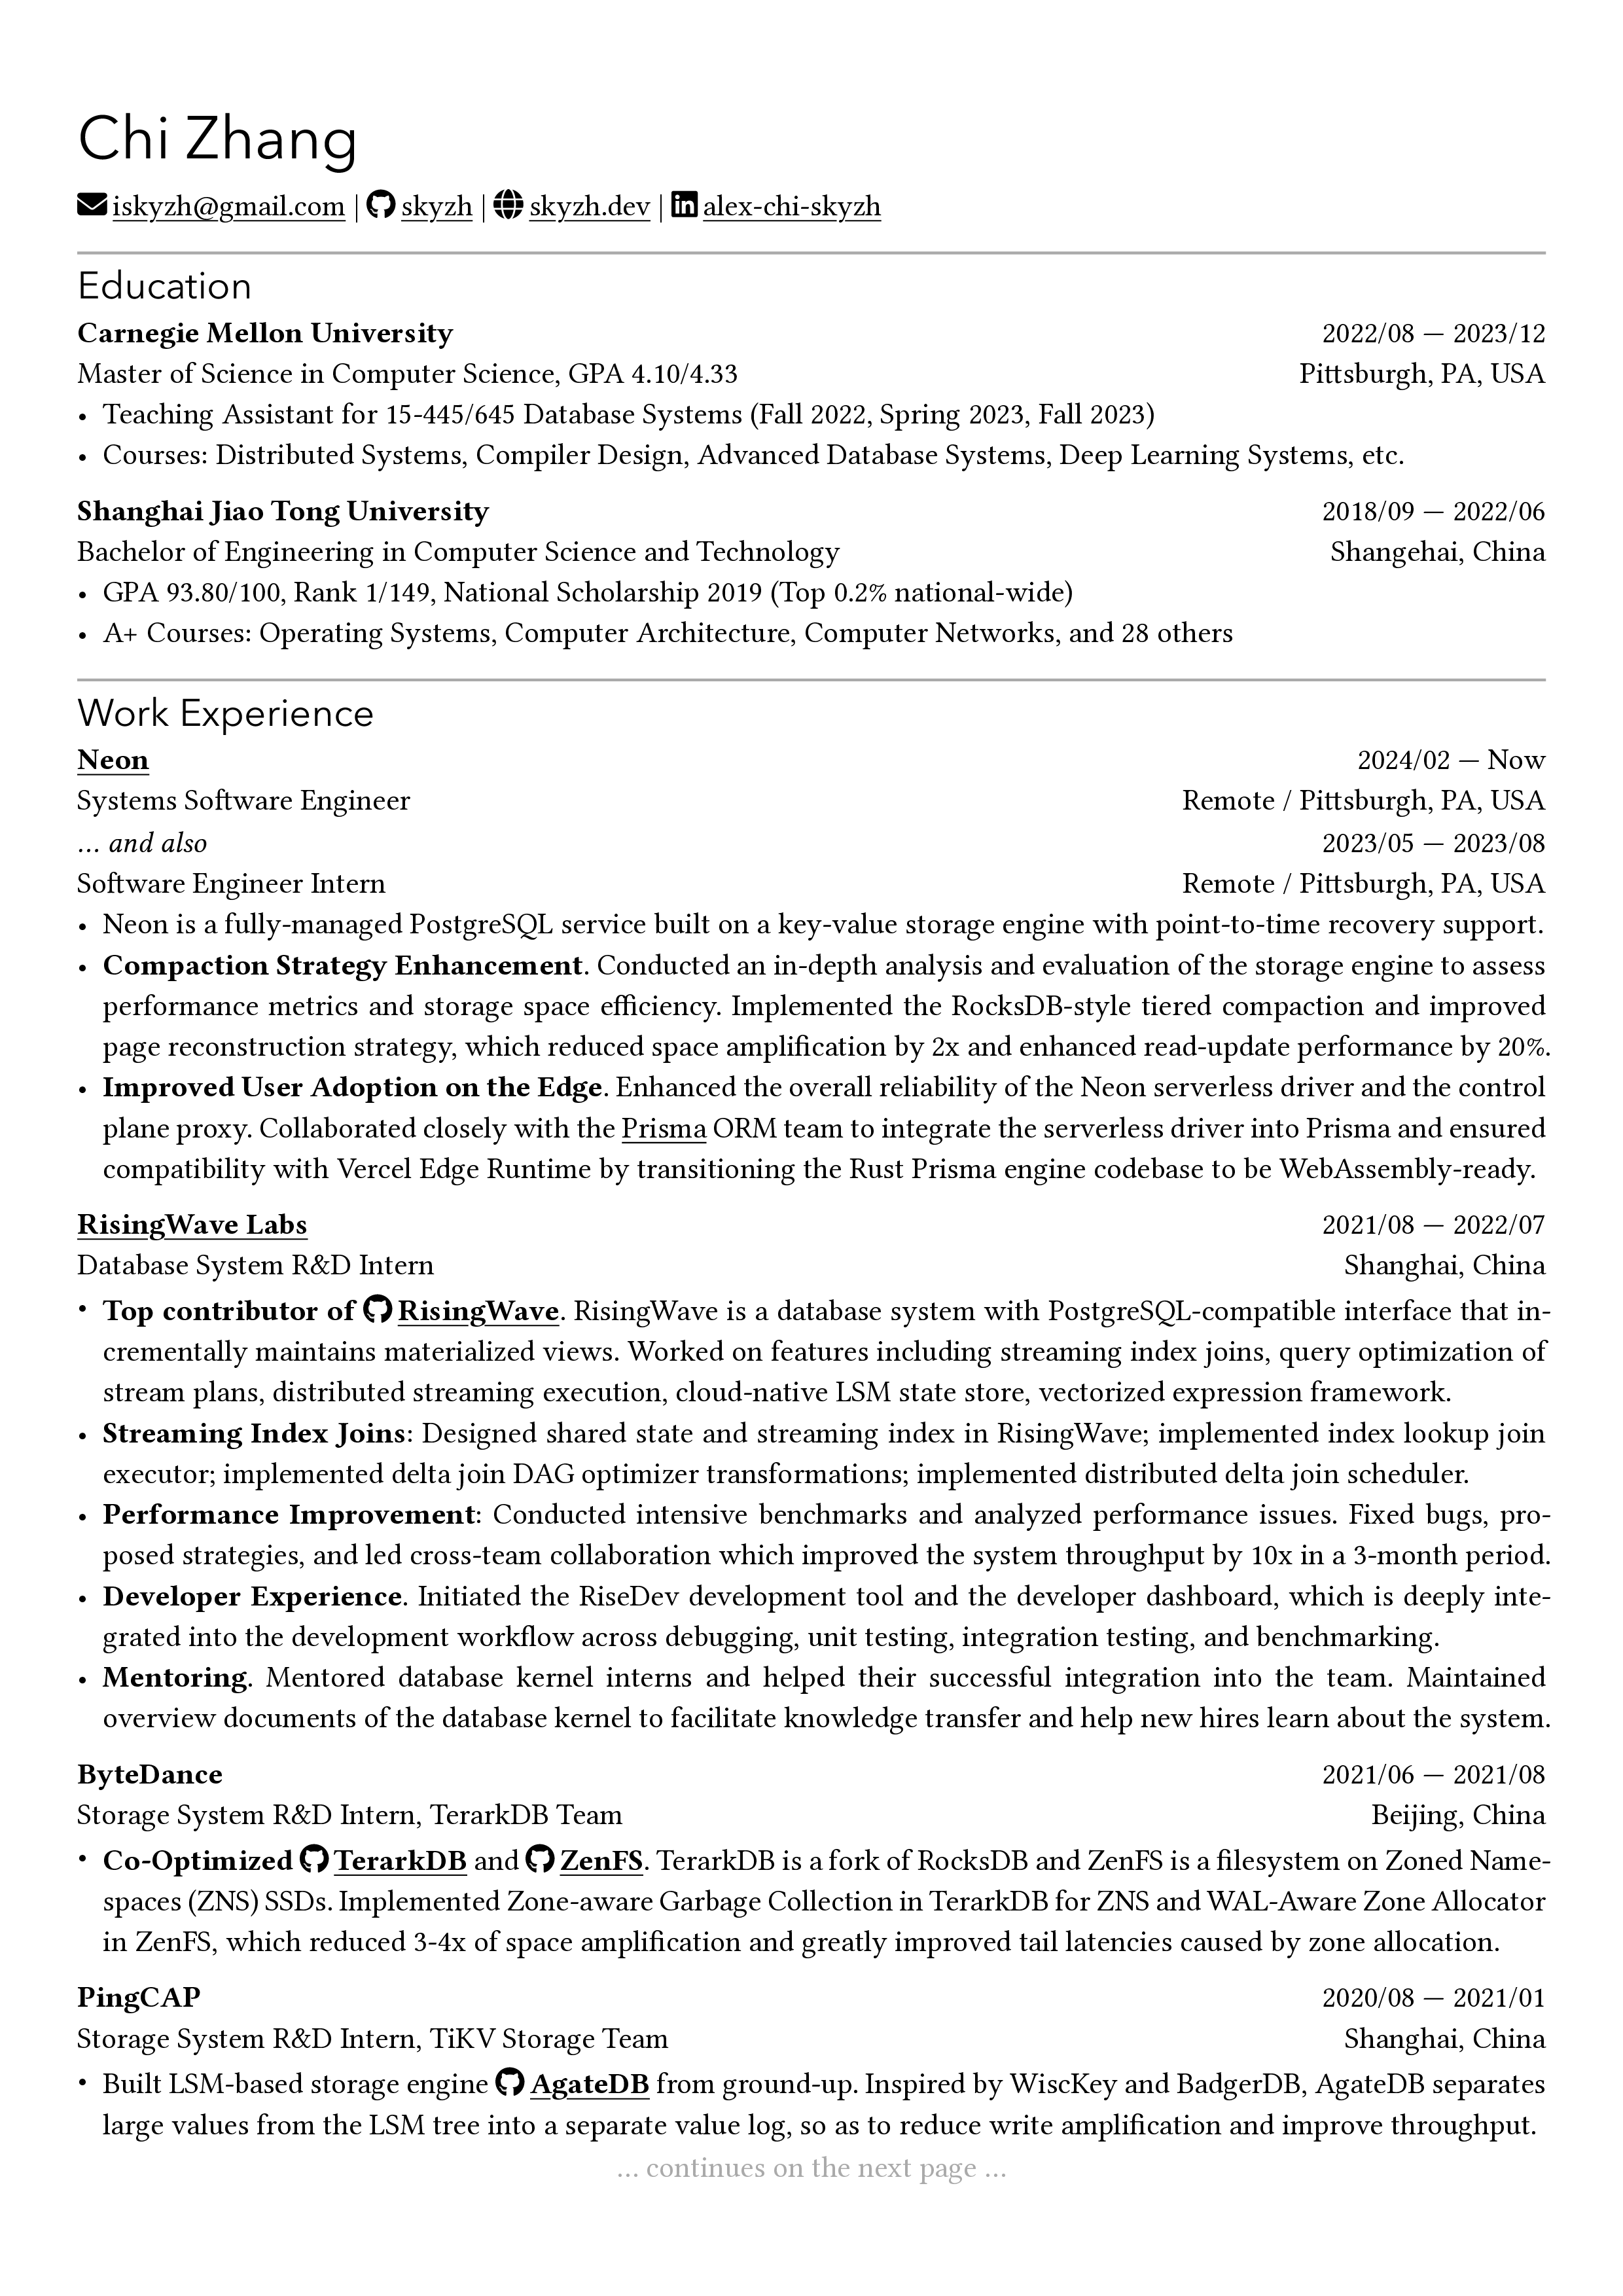 Chi Zhang
iskyzh@gmail.com | skyzh | skyzh.dev | alex-chi-skyzh
Education
Carnegie Mellon University 2022/08 — 2023/12
Master of Science in Computer Science, GPA 4.10/4.33 Pittsburgh, PA, USA
• Teaching Assistant for 15-445/645 Database Systems (Fall 2022, Spring 2023, Fall 2023)
• Courses: Distributed Systems, Compiler Design, Advanced Database Systems, Deep Learning Systems, etc.
Shanghai Jiao Tong University 2018/09 — 2022/06
Bachelor of Engineering in Computer Science and Technology Shangehai, China
• GPA 93.80/100, Rank 1/149, National Scholarship 2019 (Top 0.2% national-wide)
• A+ Courses: Operating Systems, Computer Architecture, Computer Networks, and 28 others
Work Experience
Neon 2024/02 — Now
Systems Software Engineer Remote / Pittsburgh, PA, USA
... and also 2023/05 — 2023/08
Software Engineer Intern Remote / Pittsburgh, PA, USA
• Neon is a fully-managed PostgreSQL service built on a key-value storage engine with point-to-time recovery support.
• Compaction Strategy Enhancement. Conducted an in-depth analysis and evaluation of the storage engine to assess
performance metrics and storage space efficiency. Implemented the RocksDB-style tiered compaction and improved
page reconstruction strategy, which reduced space amplification by 2x and enhanced read-update performance by 20%.
• Improved User Adoption on the Edge. Enhanced the overall reliability of the Neon serverless driver and the control
plane proxy. Collaborated closely with the Prisma ORM team to integrate the serverless driver into Prisma and ensured
compatibility with Vercel Edge Runtime by transitioning the Rust Prisma engine codebase to be WebAssembly-ready.
RisingWave Labs 2021/08 — 2022/07
Database System R&D Intern Shanghai, China
• Top contributor of RisingWave. RisingWave is a database system with PostgreSQL-compatible interface that in-
crementally maintains materialized views. Worked on features including streaming index joins, query optimization of
stream plans, distributed streaming execution, cloud-native LSM state store, vectorized expression framework.
• Streaming Index Joins: Designed shared state and streaming index in RisingWave; implemented index lookup join
executor; implemented delta join DAG optimizer transformations; implemented distributed delta join scheduler.
• Performance Improvement: Conducted intensive benchmarks and analyzed performance issues. Fixed bugs, pro-
posed strategies, and led cross-team collaboration which improved the system throughput by 10x in a 3-month period.
• Developer Experience. Initiated the RiseDev development tool and the developer dashboard, which is deeply inte-
grated into the development workflow across debugging, unit testing, integration testing, and benchmarking.
• Mentoring. Mentored database kernel interns and helped their successful integration into the team. Maintained
overview documents of the database kernel to facilitate knowledge transfer and help new hires learn about the system.
ByteDance 2021/06 — 2021/08
Storage System R&D Intern, TerarkDB Team Beijing, China
• Co-Optimized TerarkDB and ZenFS. TerarkDB is a fork of RocksDB and ZenFS is a filesystem on Zoned Name-
spaces (ZNS) SSDs. Implemented Zone-aware Garbage Collection in TerarkDB for ZNS and WAL-Aware Zone Allocator
in ZenFS, which reduced 3-4x of space amplification and greatly improved tail latencies caused by zone allocation.
PingCAP 2020/08 — 2021/01
Storage System R&D Intern, TiKV Storage Team Shanghai, China
• Built LSM-based storage engine AgateDB from ground-up. Inspired by WiscKey and BadgerDB, AgateDB separates
large values from the LSM tree into a separate value log, so as to reduce write amplification and improve throughput.
... continues on the next page ...